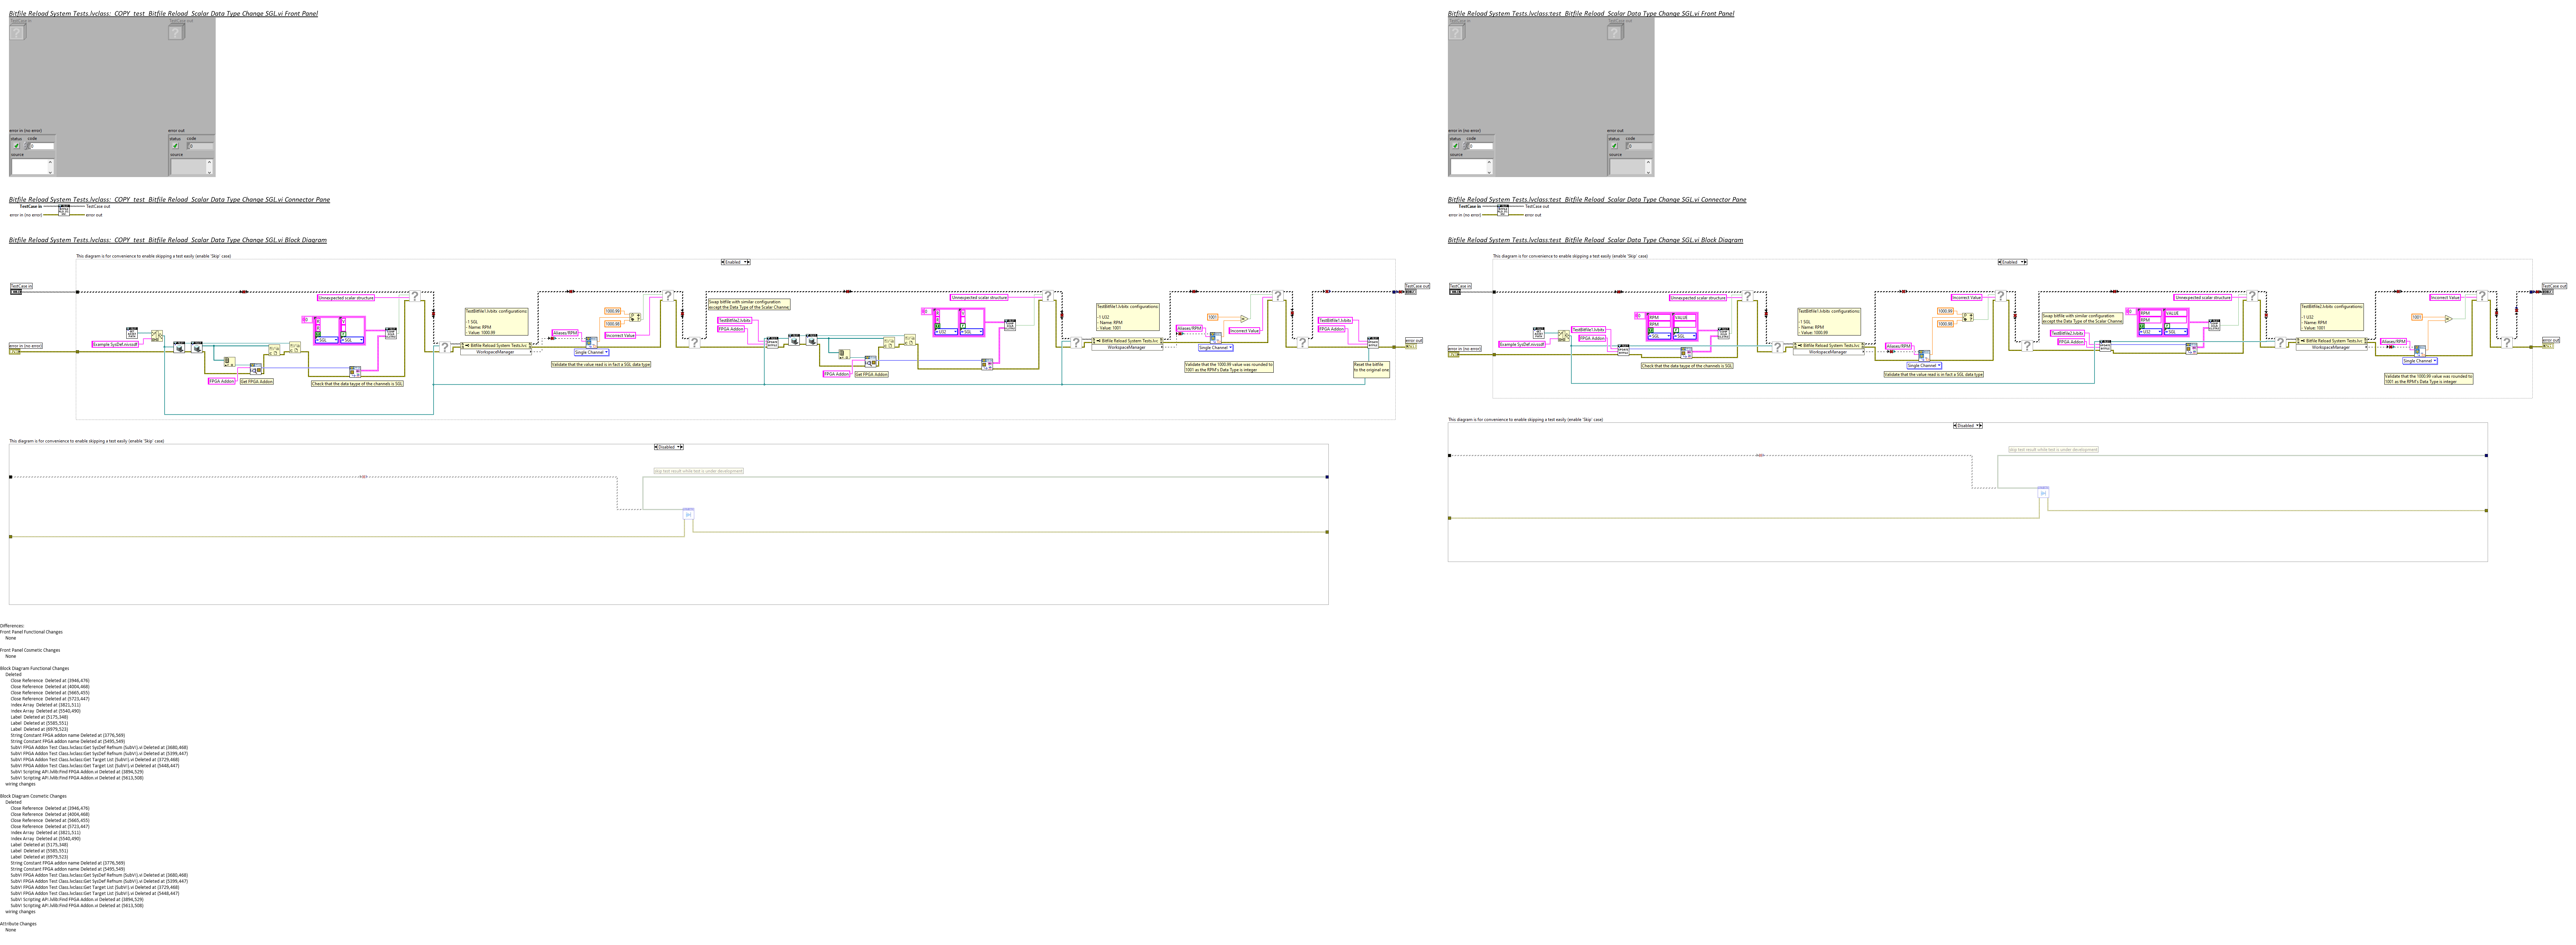 Bitfile Reload System Tests.lvclass:_COPY_test_Bitfile Reload_Scalar Data Type Change SGL.vi Front Panel
TestCase in
TestCase out
error in (no error)
status code
0
source
error out
status code
0
source
Bitfile Reload System Tests.lvclass:_COPY_test_Bitfile Reload_Scalar Data Type Change SGL.vi Connector Pane
TestCase in
TestCase out
error in (no error)
error out
Bitfile Reload System Tests.lvclass:_COPY_test_Bitfile Reload_Scalar Data Type Change SGL.vi Block Diagram
This diagram is for convenience to enable skipping a test easily (enable 'Skip' case)
Enabled
TestCase in
error in (no error)
Example SysDef.nivssdf
FPGA Addon
Get FPGA Addon
Unnexpected scalar structure
SGL
SGL
Check that the data taype of the channels is SGL
TestBitfile1.lvbits configurations:
- 1 SGL
- Name: RPM
- Value: 1000,99
Bitfile Reload System Tests.lvc
WorkspaceManager
Aliases/RPM
1000,99
1000,98
Incorrect Value
Single Channel
Validate that the value read is in fact a SGL data type
Swap bitfile with similar configuration
except the Data Type of the Scalar Channel.
TestBitfile2.lvbits
FPGA Addon
FPGA Addon
Get FPGA Addon
Unnexpected scalar structure
U32
SGL
TestBitfile1.lvbits configurations:
- 1 U32
- Name: RPM
- Value: 1001
Bitfile Reload System Tests.lvc
WorkspaceManager
Aliases/RPM
1001
Incorrect Value
Single Channel
Validate that the 1000,99 value was rounded to
1001 as the RPM's Data Type is integer
TestBitfile1.lvbits
FPGA Addon
Reset the bitfile
to the original one
TestCase out
error out
This diagram is for convenience to enable skipping a test easily (enable 'Skip' case)
Disabled
Skip test result while test is under development
Differences:
Front Panel Functional Changes
None
Front Panel Cosmetic Changes
None
Block Diagram Functional Changes
Deleted
Close Reference Deleted at (3946,476)
Close Reference Deleted at (4004,468)
Close Reference Deleted at (5665,455)
Close Reference Deleted at (5723,447)
Index Array Deleted at (3821,511)
Index Array Deleted at (5540,490)
Label Deleted at (5175,348)
Label Deleted at (5585,551)
Label Deleted at (6979,523)
String Constant FPGA addon name Deleted at (3776,569)
String Constant FPGA addon name Deleted at (5495,549)
SubVI FPGA Addon Test Class.lvclass:Get SysDef Refnum (SubVI).vi Deleted at (3680,468)
SubVI FPGA Addon Test Class.lvclass:Get SysDef Refnum (SubVI).vi Deleted at (5399,447)
SubVI FPGA Addon Test Class.lvclass:Get Target List (SubVI).vi Deleted at (3729,468)
SubVI FPGA Addon Test Class.lvclass:Get Target List (SubVI).vi Deleted at (5448,447)
SubVI Scripting API.lvlib:Find FPGA Addon.vi Deleted at (3894,529)
SubVI Scripting API.lvlib:Find FPGA Addon.vi Deleted at (5613,508)
wiring changes
Block Diagram Cosmetic Changes
Deleted
Close Reference Deleted at (3946,476)
Close Reference Deleted at (4004,468)
Close Reference Deleted at (5665,455)
Close Reference Deleted at (5723,447)
Index Array Deleted at (3821,511)
Index Array Deleted at (5540,490)
Label Deleted at (5175,348)
Label Deleted at (5585,551)
Label Deleted at (6979,523)
String Constant FPGA addon name Deleted at (3776,569)
String Constant FPGA addon name Deleted at (5495,549)
SubVI FPGA Addon Test Class.lvclass:Get SysDef Refnum (SubVI).vi Deleted at (3680,468)
SubVI FPGA Addon Test Class.lvclass:Get SysDef Refnum (SubVI).vi Deleted at (5399,447)
SubVI FPGA Addon Test Class.lvclass:Get Target List (SubVI).vi Deleted at (3729,468)
SubVI FPGA Addon Test Class.lvclass:Get Target List (SubVI).vi Deleted at (5448,447)
SubVI Scripting API.lvlib:Find FPGA Addon.vi Deleted at (3894,529)
SubVI Scripting API.lvlib:Find FPGA Addon.vi Deleted at (5613,508)
wiring changes
Attribute Changes
None
Bitfile Reload System Tests.lvclass:test_Bitfile Reload_Scalar Data Type Change SGL.vi Front Panel
TestCase in
TestCase out
error in (no error)
status code
0
source
error out
status code
0
source
Bitfile Reload System Tests.lvclass:test_Bitfile Reload_Scalar Data Type Change SGL.vi Connector Pane
TestCase in
TestCase out
error in (no error)
error out
Bitfile Reload System Tests.lvclass:test_Bitfile Reload_Scalar Data Type Change SGL.vi Block Diagram
This diagram is for convenience to enable skipping a test easily (enable 'Skip' case)
Enabled
TestCase in
error in (no error)
Example SysDef.nivssdf
TestBitfile1.lvbits
FPGA Addon
Unnexpected scalar structure
RPM
VALUE
RPM
SGL
SGL
Check that the data taype of the channels is SGL
TestBitfile1.lvbits configurations:
- 1 SGL
- Name: RPM
- Value: 1000,99
Bitfile Reload System Tests.lvc
WorkspaceManager
Aliases/RPM
Incorrect Value
1000,99
1000,98
Single Channel
Validate that the value read is in fact a SGL data type
Swap bitfile with similar configuration
except the Data Type of the Scalar Channel.
TestBitfile2.lvbits
FPGA Addon
Unnexpected scalar structure
RPM
VALUE
RPM
U32
SGL
TestBitfile1.lvbits configurations:
- 1 U32
- Name: RPM
- Value: 1001
Bitfile Reload System Tests.lvc
WorkspaceManager
Aliases/RPM
1001
Incorrect Value
Single Channel
Validate that the 1000,99 value was rounded to
1001 as the RPM's Data Type is integer
TestCase out
error out
This diagram is for convenience to enable skipping a test easily (enable 'Skip' case)
Disabled
Skip test result while test is under development